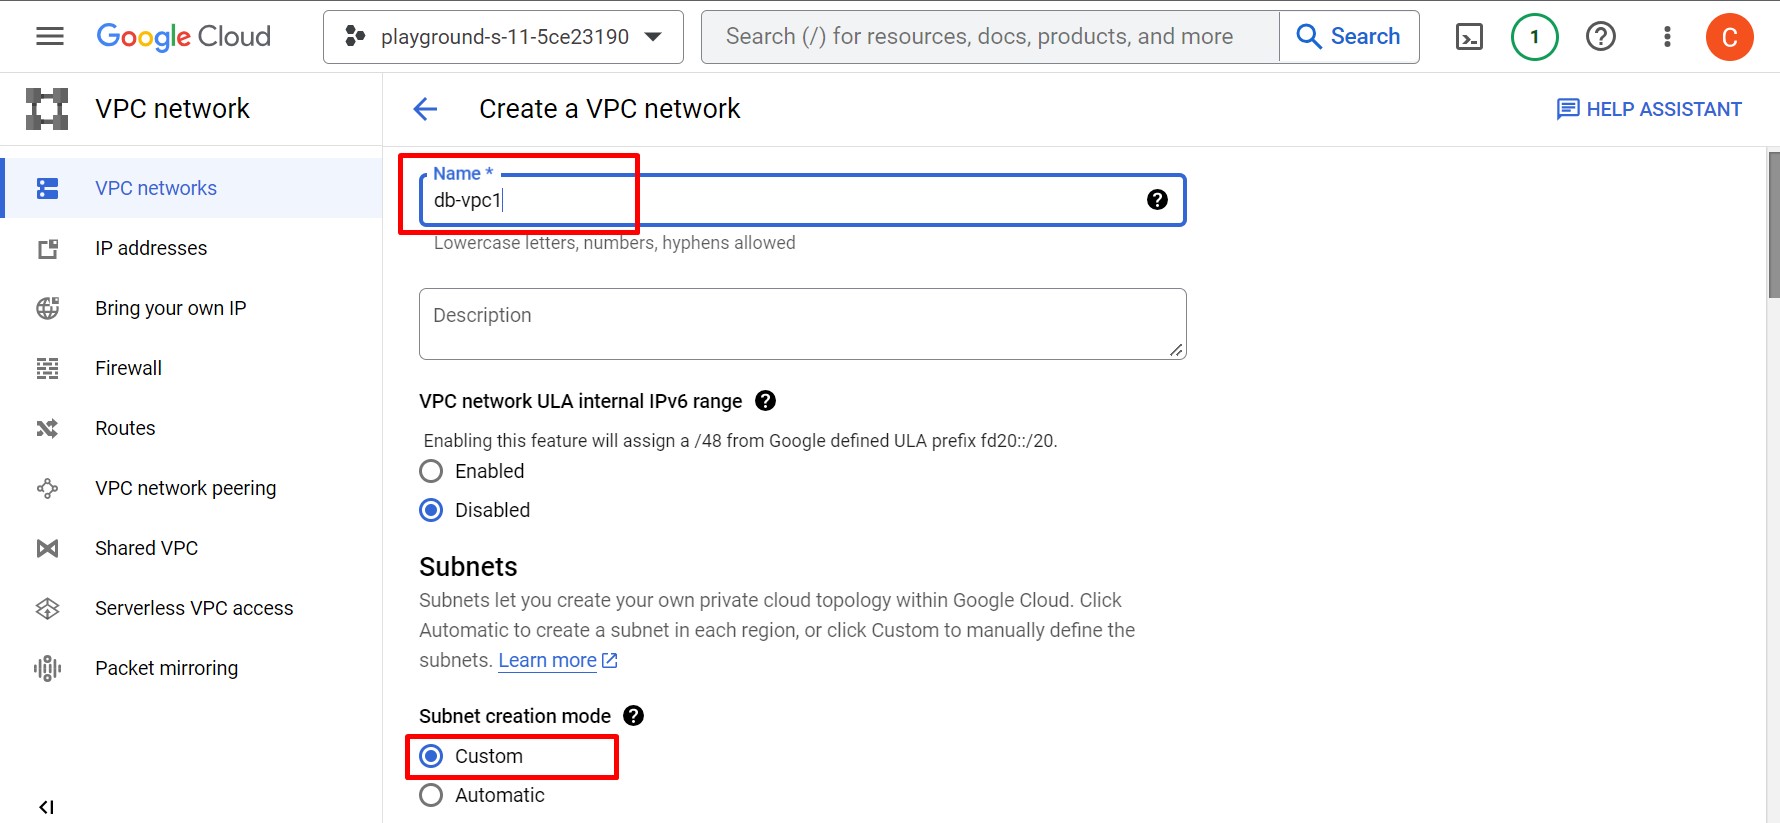 Google Cloud
playground-s-11-5ce23190
Search (/) for resources, docs, products, and more
Search
1
C
VPC network
Create a VPC network
HELP ASSISTANT
VPC networks
IP addresses
Bring your own IP
Firewall
Routes
VPC network peering
Shared VPC
Serverless VPC access
Packet mirroring
Name *
db-vpc1
Lowercase letters, numbers, hyphens allowed
Description
VPC network ULA internal IPv6 range
Enabling this feature will assign a /48 from Google defined ULA prefix fd20::/20.
Enabled
Disabled
Subnets
Subnets let you create your own private cloud topology within Google Cloud. Click
Automatic to create a subnet in each region, or click Custom to manually define the
subnets. Learn more
Subnet creation mode
Custom
Automatic